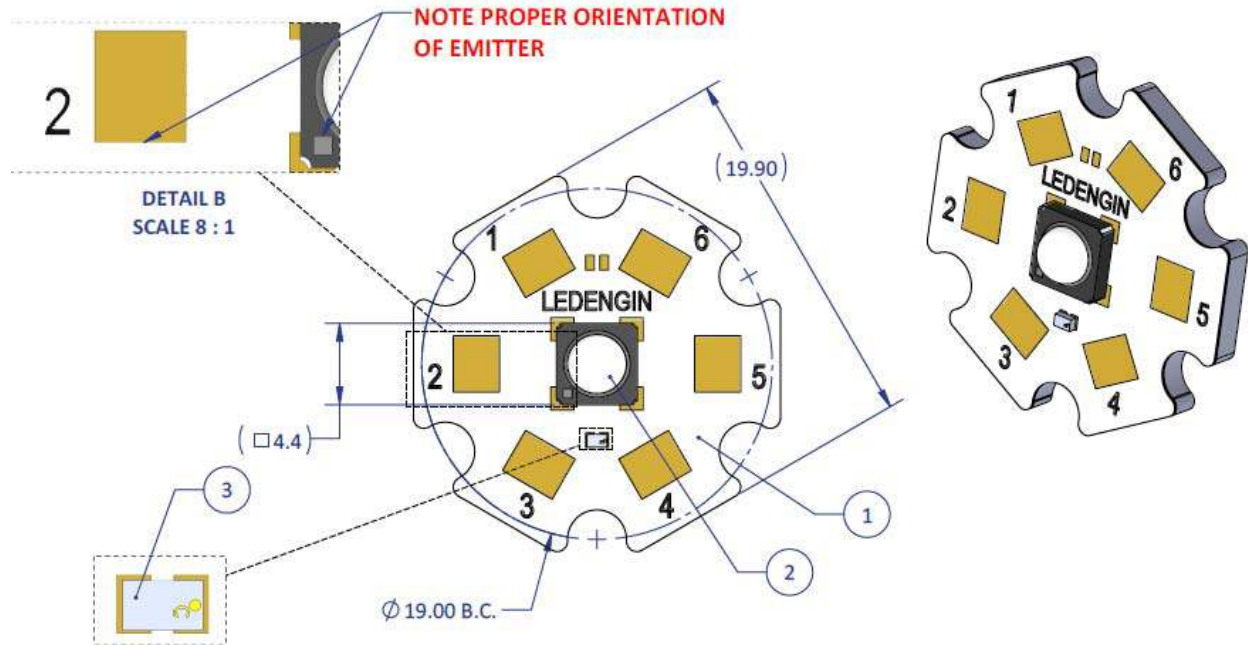 NOTE PROPER ORIENTATION
OF EMITTER
2
DETAIL B
SCALE 8 : 1
(19.90)
1
6
LEDENGIN
2
5
3
4
(□4.4)
3
1
2
Ø 19.00 B.C.
1
6
LEDENGIN
2
5
3
4